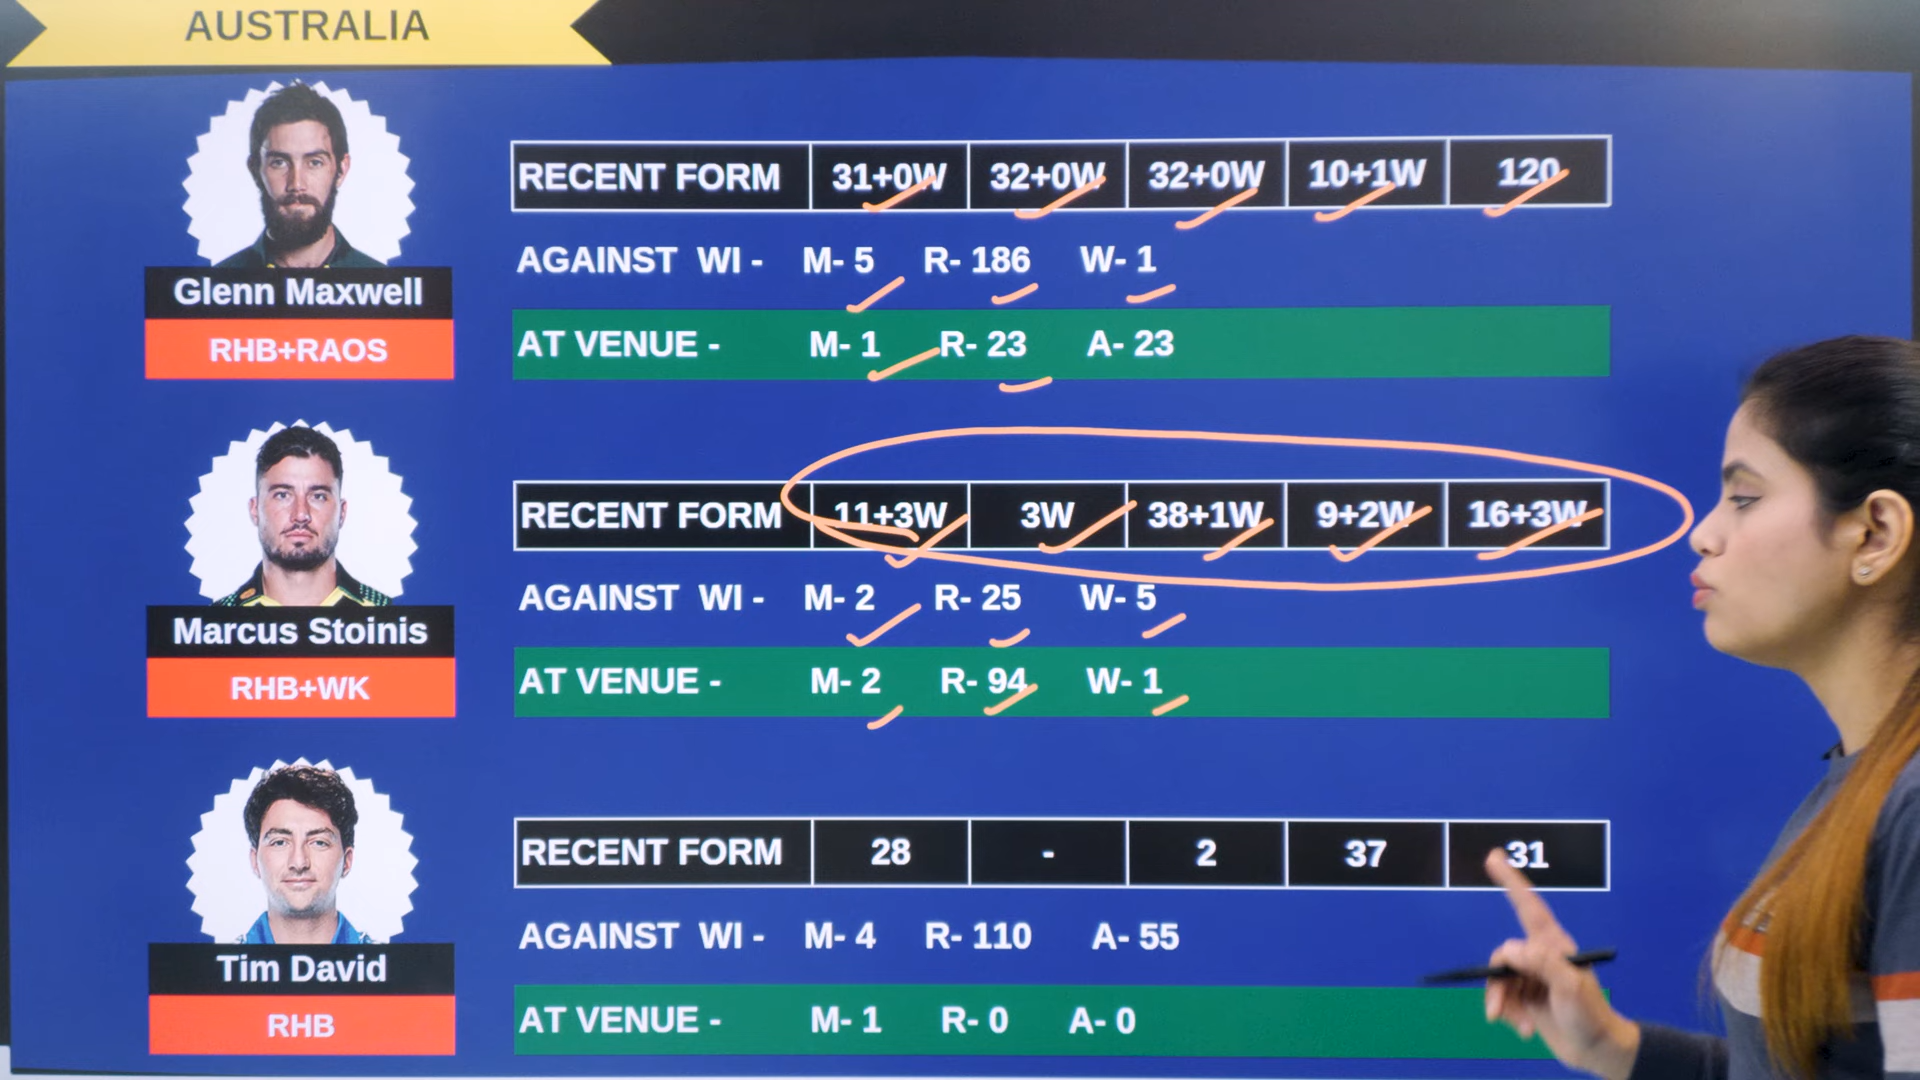 AUSTRALIA
RECENT FORM 31+0W 32+0W 32+0W 10+1W 120
AGAINST WI - M- 5 R- 186 W- 1
Glenn Maxwell
RHB+RAOS
AT VENUE - M- 1 R- 23 A- 23
RECENT FORM 11+3W 3W 38+1W 9+2W 16+3W
AGAINST WI - M- 2 R- 25 W- 5
Marcus Stoinis
RHB+WK
AT VENUE - M- 2 R- 94 W- 1
RECENT FORM 28 - 2 37 31
AGAINST WI - M- 4 R- 110 A- 55
Tim David
RHB
AT VENUE - M- 1 R- 0 A- 0